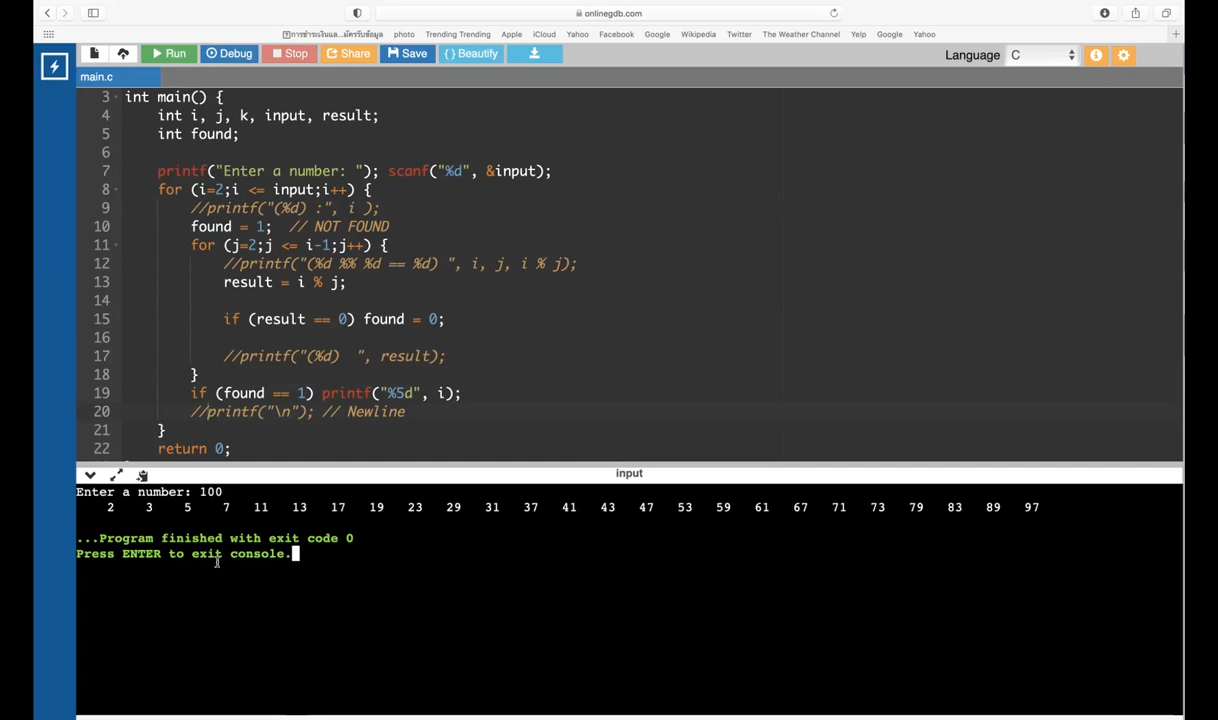 onlinegdb.com
photo Trending Trending Apple iCloud Yahoo Facebook Google Wikipedia Twitter The Weather Channel Yelp Google Yahoo
Run Debug Stop Share Save { } Beautify
Language C
main.c
3 int main() {
4 int i, j, k, input, result;
5 int found;
6
7 printf("Enter a number: "); scanf("%d", &input);
8 for (i=2;i <= input;i++) {
9 //printf("(%d) :", i );
10 found = 1; // NOT FOUND
11 for (j=2;j <= i-1;j++) {
12 //printf("(%d %% %d == %d) ", i, j, i % j);
13 result = i % j;
14
15 if (result == 0) found = 0;
16
17 //printf("(%d) ", result);
18 }
19 if (found == 1) printf("%5d", i);
20 //printf("\n"); // Newline
21 }
22 return 0;
input
Enter a number: 100
2 3 5 7 11 13 17 19 23 29 31 37 41 43 47 53 59 61 67 71 73 79 83 89 97
...Program finished with exit code 0
Press ENTER to exit console.